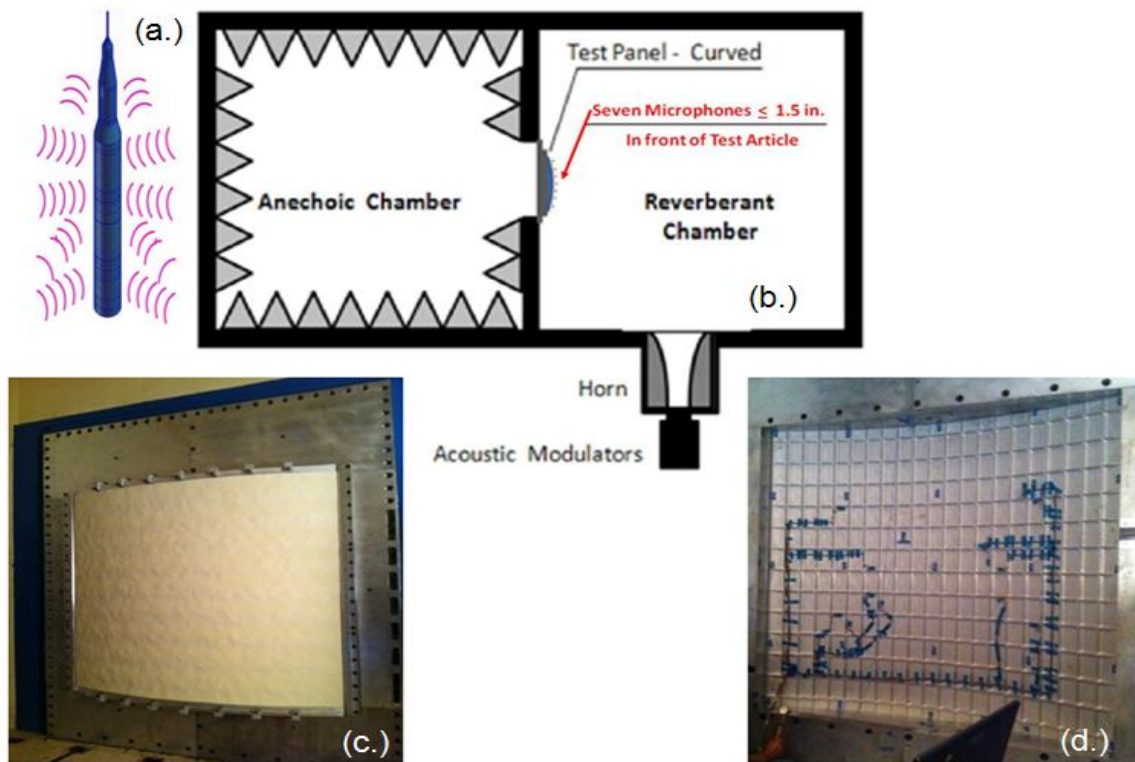 (a.)
Test Panel - Curved
Seven Microphones ≤ 1.5 in.
In front of Test Article
Anechoic Chamber
Reverberant
Chamber
(b.)
Horn
Acoustic Modulators
(c.)
(d.)